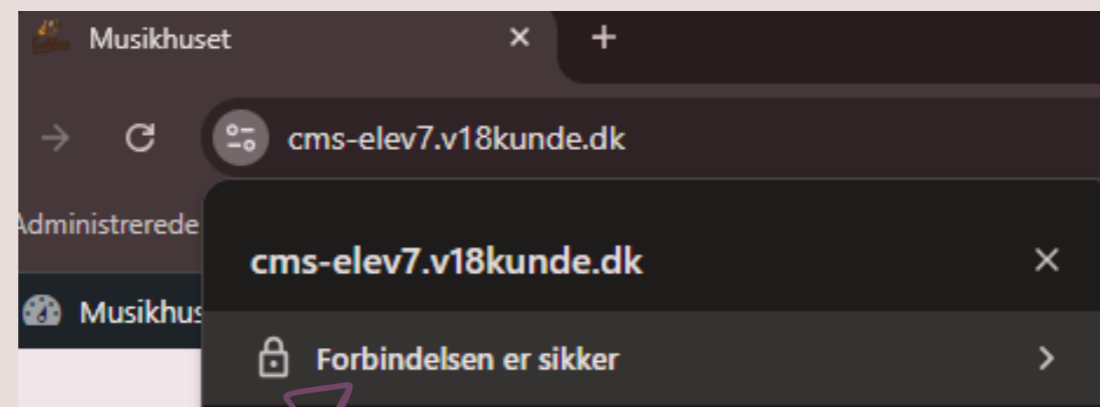 Musikhuset
cms-elev7.v18kunde.dk
Administrerede
cms-elev7.v18kunde.dk
Musikhus
Forbindelsen er sikker